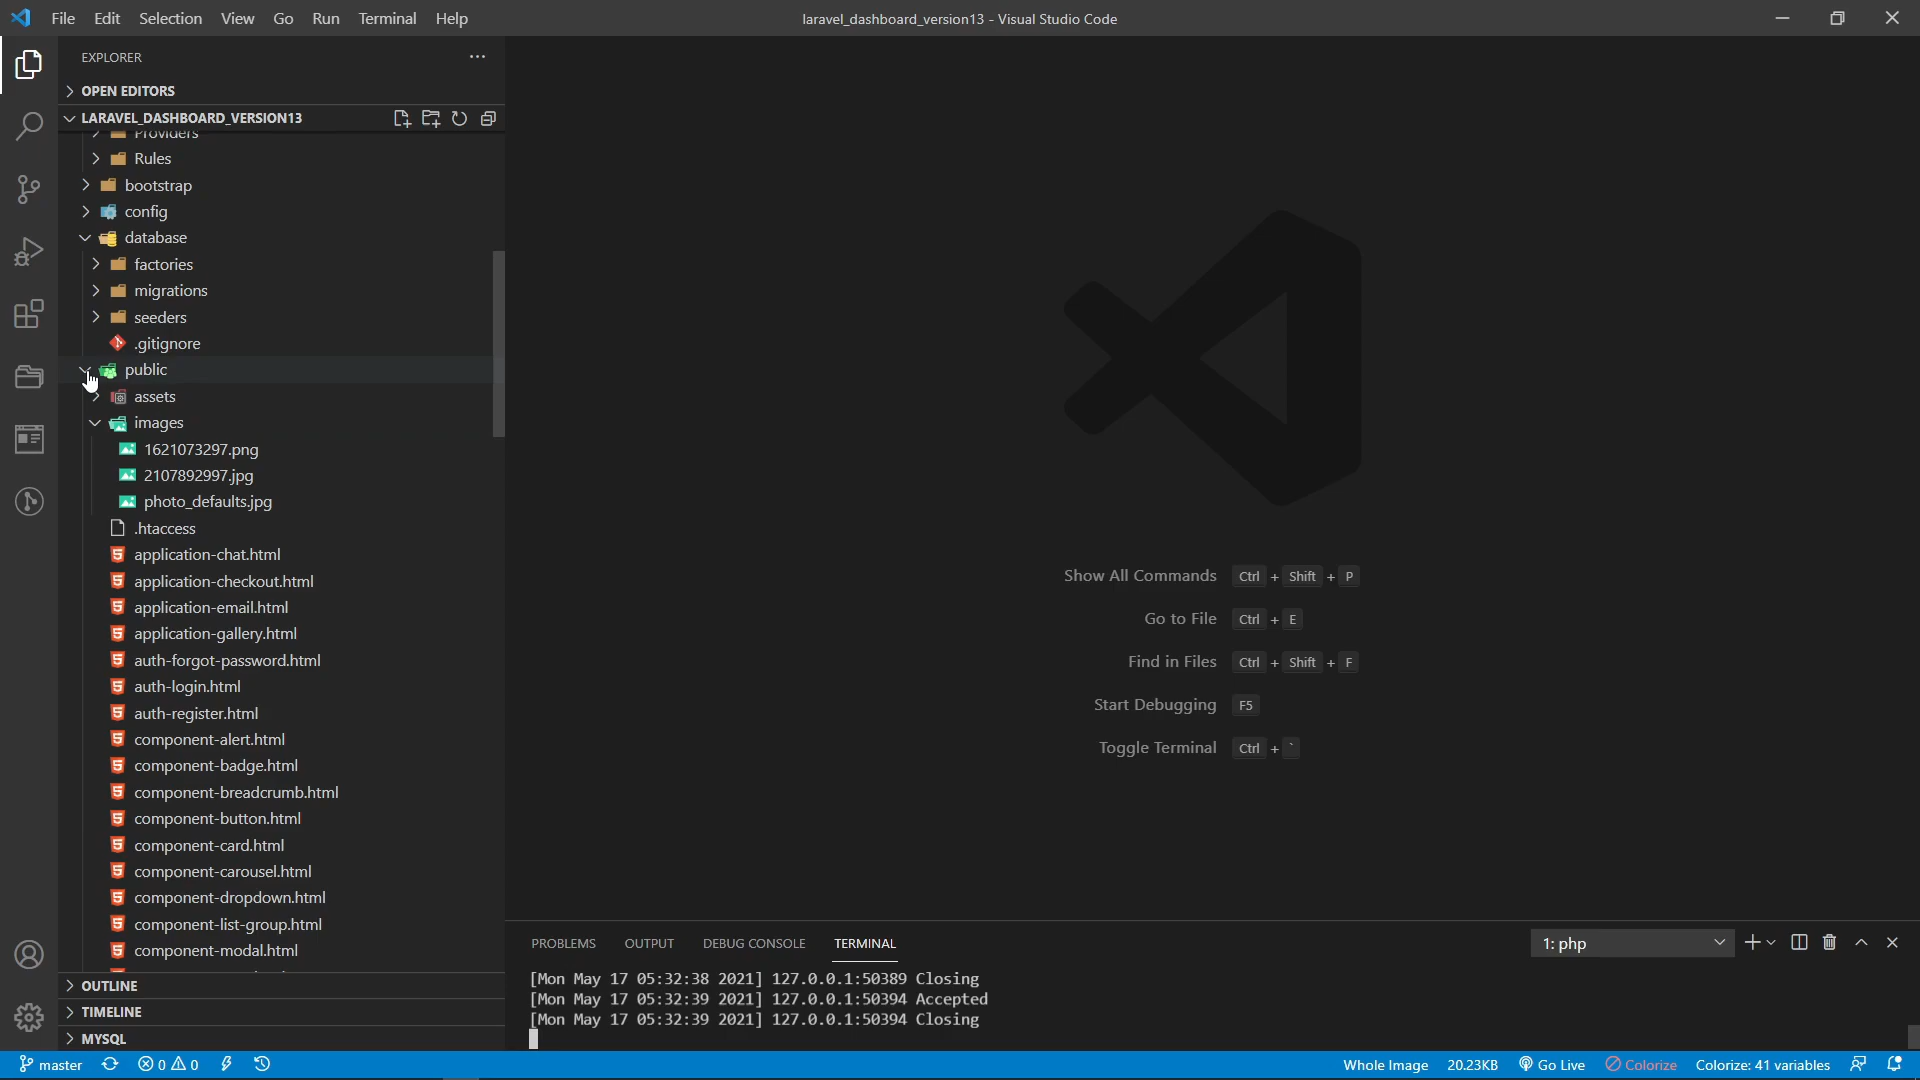 File Edit Selection View Go Run Terminal Help
laravel_dashboard_version13 - Visual Studio Code
EXPLORER
OPEN EDITORS
LARAVEL_DASHBOARD_VERSION13
Providers
Rules
bootstrap
config
database
factories
migrations
seeders
.gitignore
public
assets
images
1621073297.png
2107892997.jpg
photo_defaults.jpg
.htaccess
application-chat.html
application-checkout.html
application-email.html
application-gallery.html
auth-forgot-password.html
auth-login.html
auth-register.html
component-alert.html
component-badge.html
component-breadcrumb.html
component-button.html
component-card.html
component-carousel.html
component-dropdown.html
component-list-group.html
component-modal.html
OUTLINE
TIMELINE
MYSQL
Show All Commands Ctrl + Shift + P
Go to File Ctrl + E
Find in Files Ctrl + Shift + F
Start Debugging F5
Toggle Terminal Ctrl + `
PROBLEMS OUTPUT DEBUG CONSOLE TERMINAL
1: php
[Mon May 17 05:32:38 2021] 127.0.0.1:50389 Closing
[Mon May 17 05:32:39 2021] 127.0.0.1:50394 Accepted
[Mon May 17 05:32:39 2021] 127.0.0.1:50394 Closing
master 0 0 Whole Image 20.23KB Go Live Colorize Colorize: 41 variables